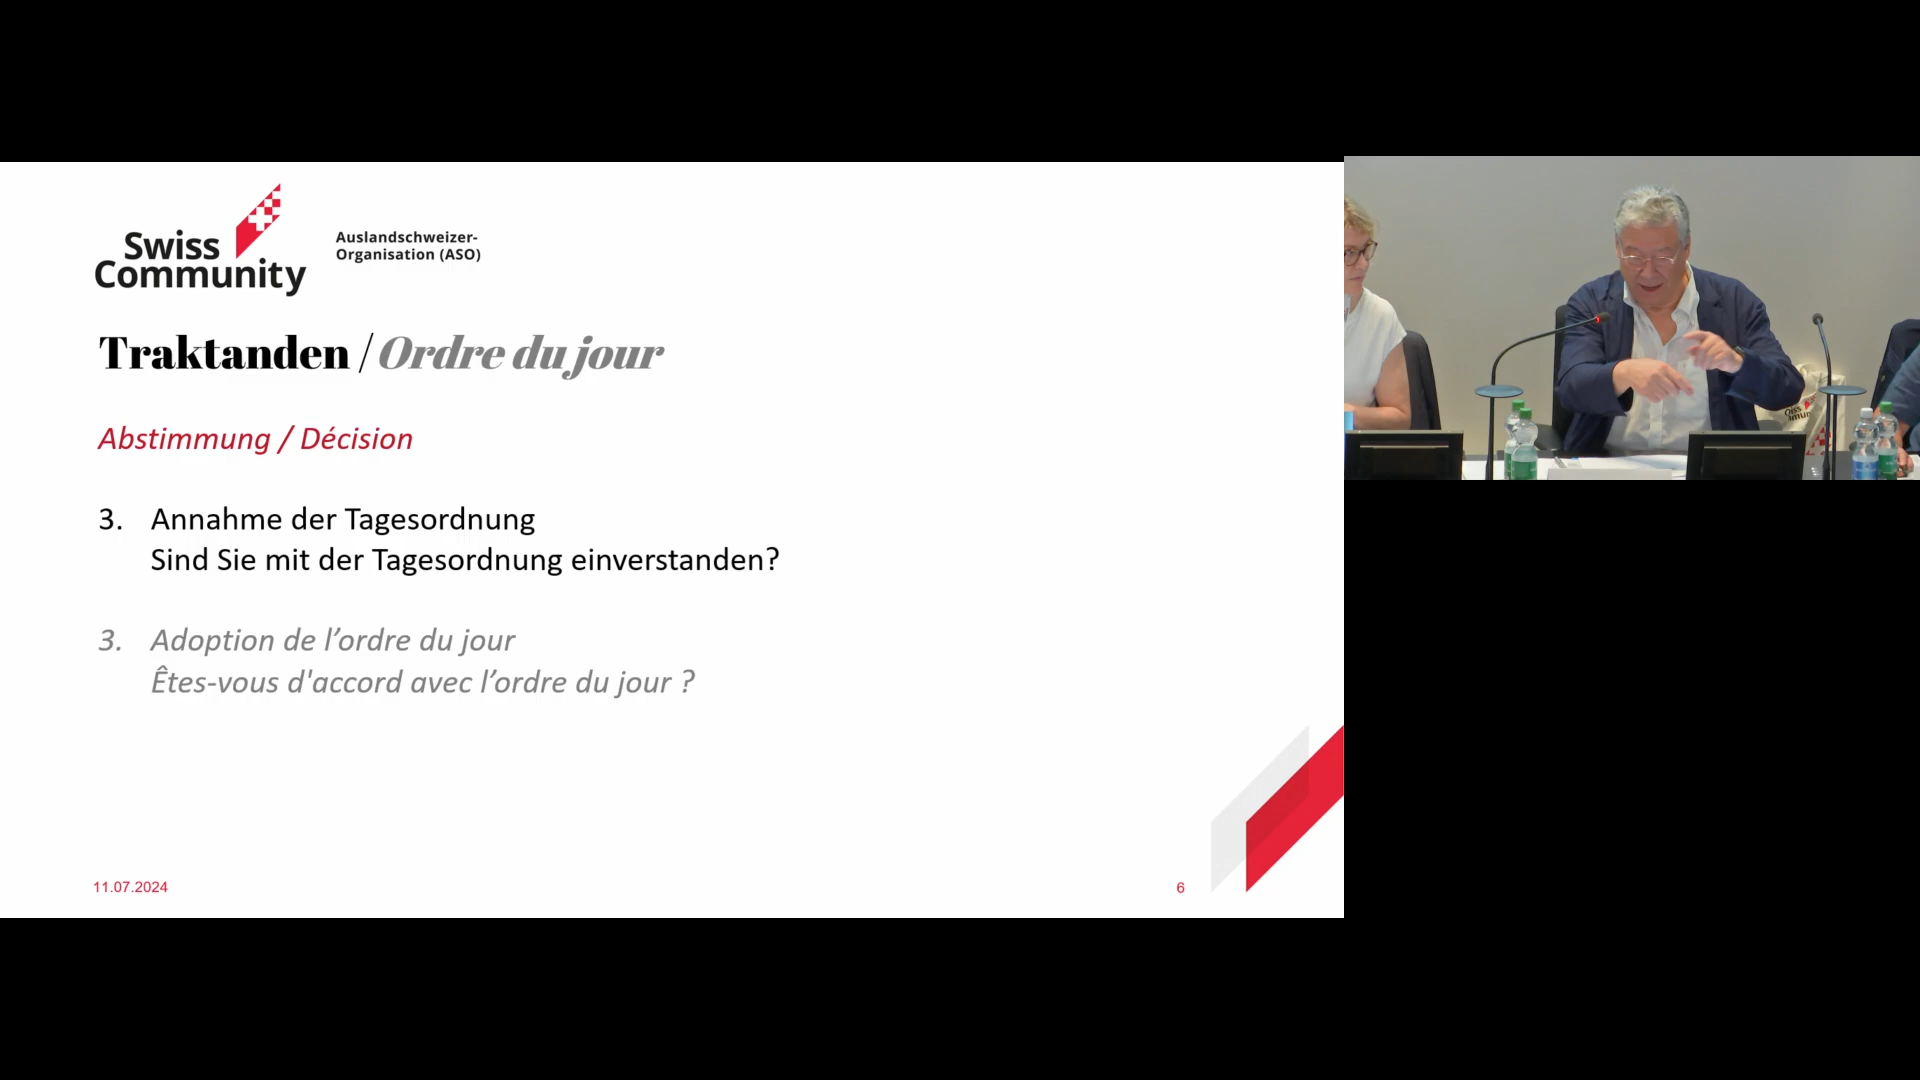 Swiss
Community
Auslandschweizer-
Organisation (ASO)
Traktanden / Ordre du jour
Abstimmung / Décision
3. Annahme der Tagesordnung
Sind Sie mit der Tagesordnung einverstanden?
3. Adoption de l’ordre du jour
Êtes-vous d'accord avec l’ordre du jour ?
11.07.2024
6